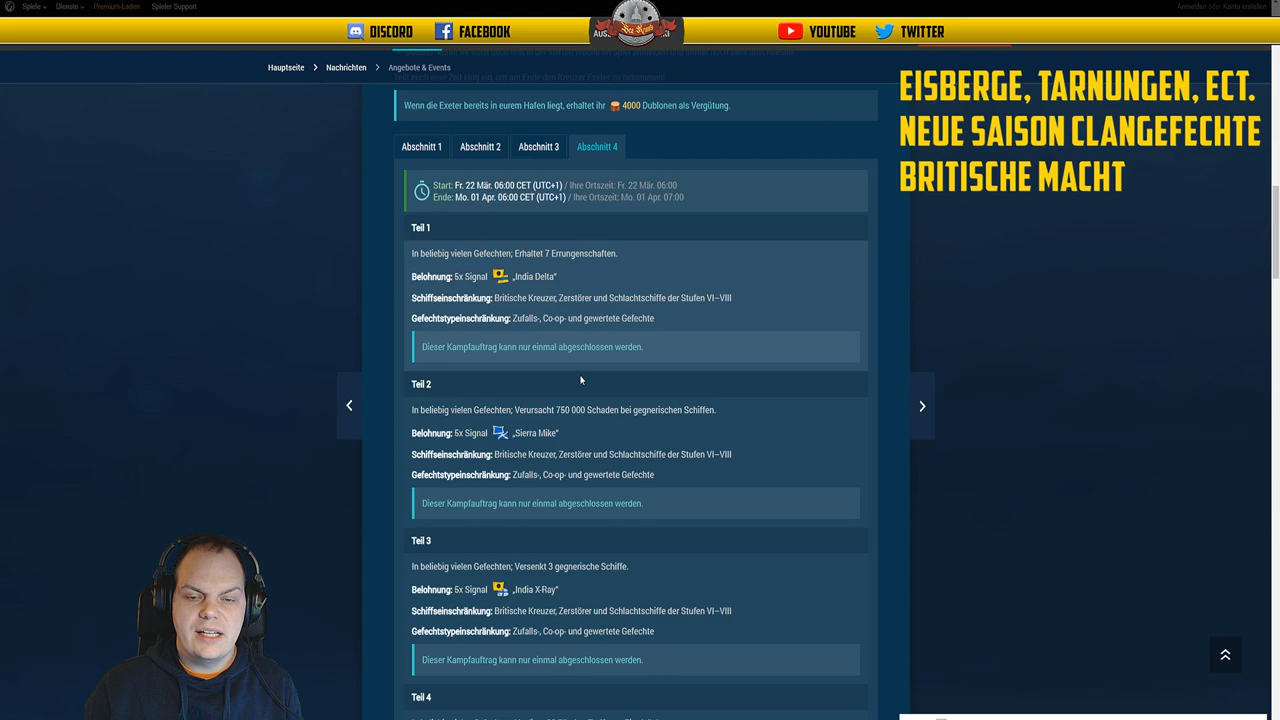 Spiele
Dienste
Premium-Laden
Spieler Support
Anmelden oder Konto erstellen
DISCORD
FACEBOOK
YOUTUBE
TWITTER
Hauptseite
Nachrichten
Angebote & Events
EISBERGE, TARNUNGEN, ECT.
NEUE SAISON CLANGEFECHTE
BRITISCHE MACHT
Wenn die Exeter bereits in eurem Hafen liegt, erhaltet ihr 4000 Dublonen als Vergütung.
Abschnitt 1
Abschnitt 2
Abschnitt 3
Abschnitt 4
Start: Fr. 22 Mär. 06:00 CET (UTC+1) / Ihre Ortszeit: Fr. 22 Mär. 06:00
Ende: Mo. 01 Apr. 06:00 CET (UTC+1) / Ihre Ortszeit: Mo. 01 Apr. 07:00
Teil 1
In beliebig vielen Gefechten; Erhaltet 7 Errungenschaften.
Belohnung: 5x Signal „India Delta“
Schiffseinschränkung: Britische Kreuzer, Zerstörer und Schlachtschiffe der Stufen VI–VIII
Gefechtstypeinschränkung: Zufalls-, Co-op- und gewertete Gefechte
Dieser Kampfauftrag kann nur einmal abgeschlossen werden.
Teil 2
In beliebig vielen Gefechten; Verursacht 750 000 Schaden bei gegnerischen Schiffen.
Belohnung: 5x Signal „Sierra Mike“
Schiffseinschränkung: Britische Kreuzer, Zerstörer und Schlachtschiffe der Stufen VI–VIII
Gefechtstypeinschränkung: Zufalls-, Co-op- und gewertete Gefechte
Dieser Kampfauftrag kann nur einmal abgeschlossen werden.
Teil 3
In beliebig vielen Gefechten; Versenkt 3 gegnerische Schiffe.
Belohnung: 5x Signal „India X-Ray“
Schiffseinschränkung: Britische Kreuzer, Zerstörer und Schlachtschiffe der Stufen VI–VIII
Gefechtstypeinschränkung: Zufalls-, Co-op- und gewertete Gefechte
Dieser Kampfauftrag kann nur einmal abgeschlossen werden.
Teil 4